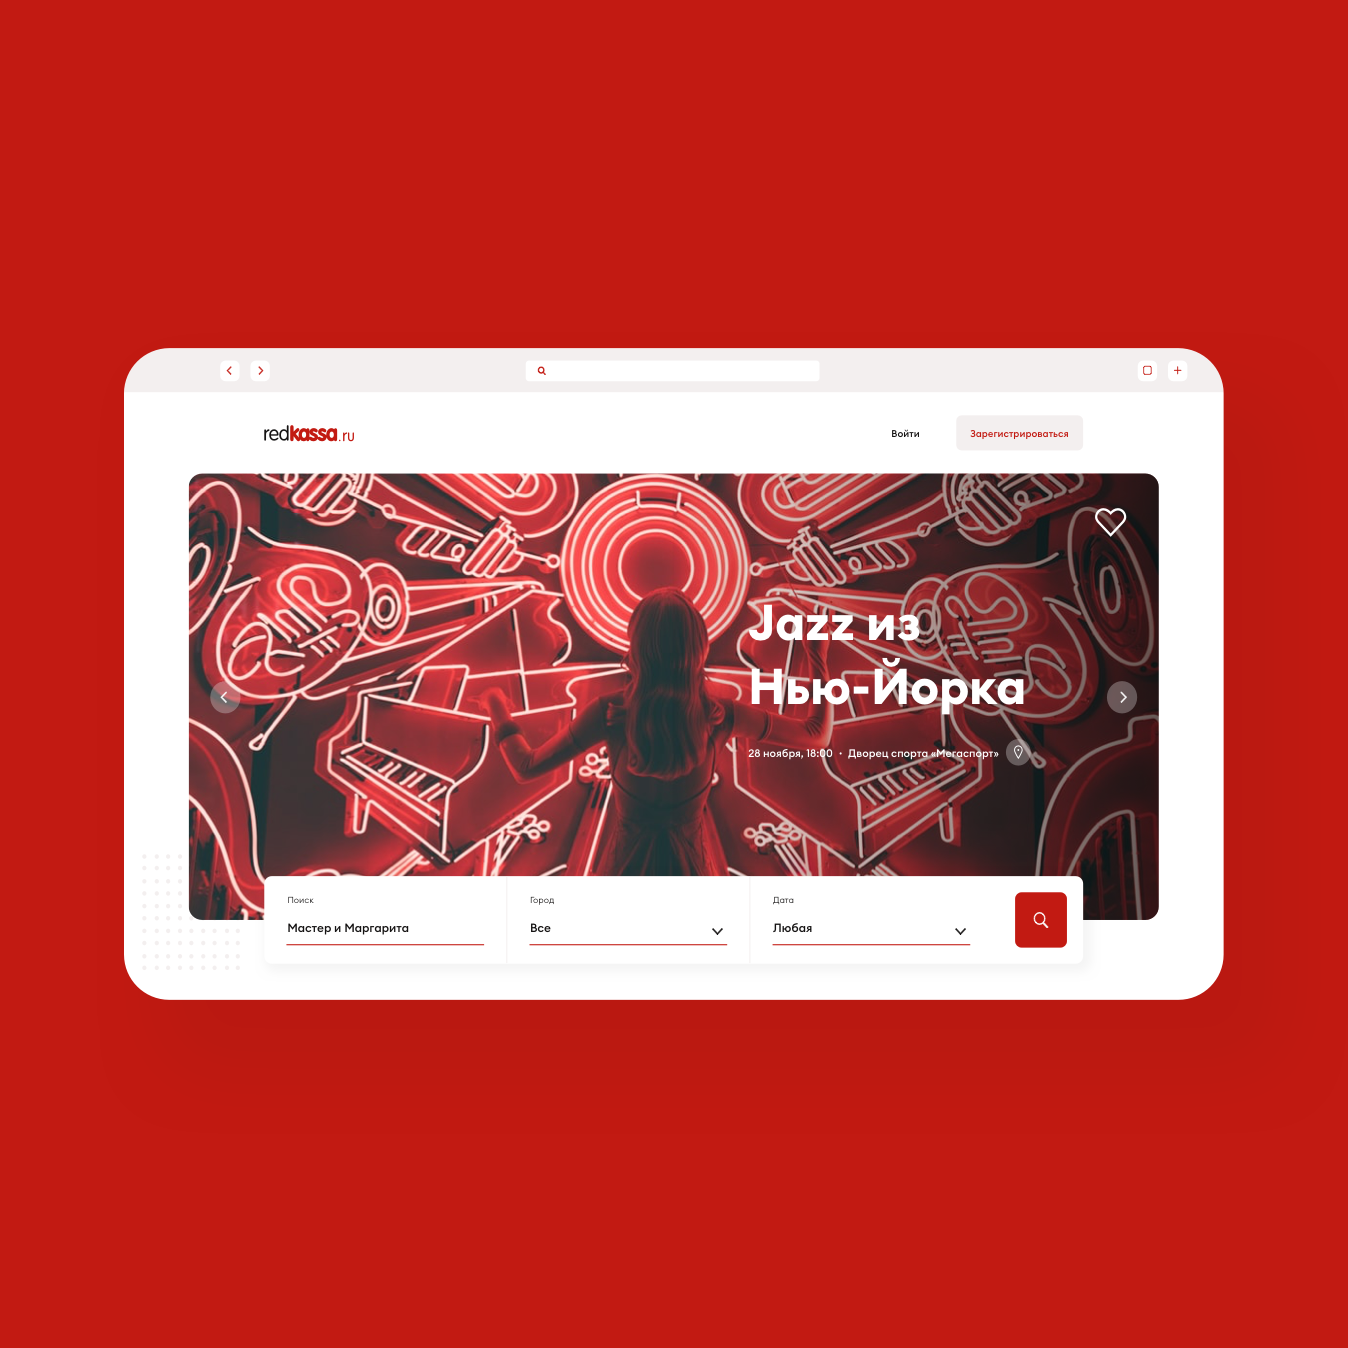 redkassa.ru
Войти
Зарегистрироваться
Jazz из
Нью-Йорка
28 ноября, 18:00 • Дворец спорта «Мегаспорт»
Поиск
Мастер и Маргарита
Город
Все
Дата
Любая